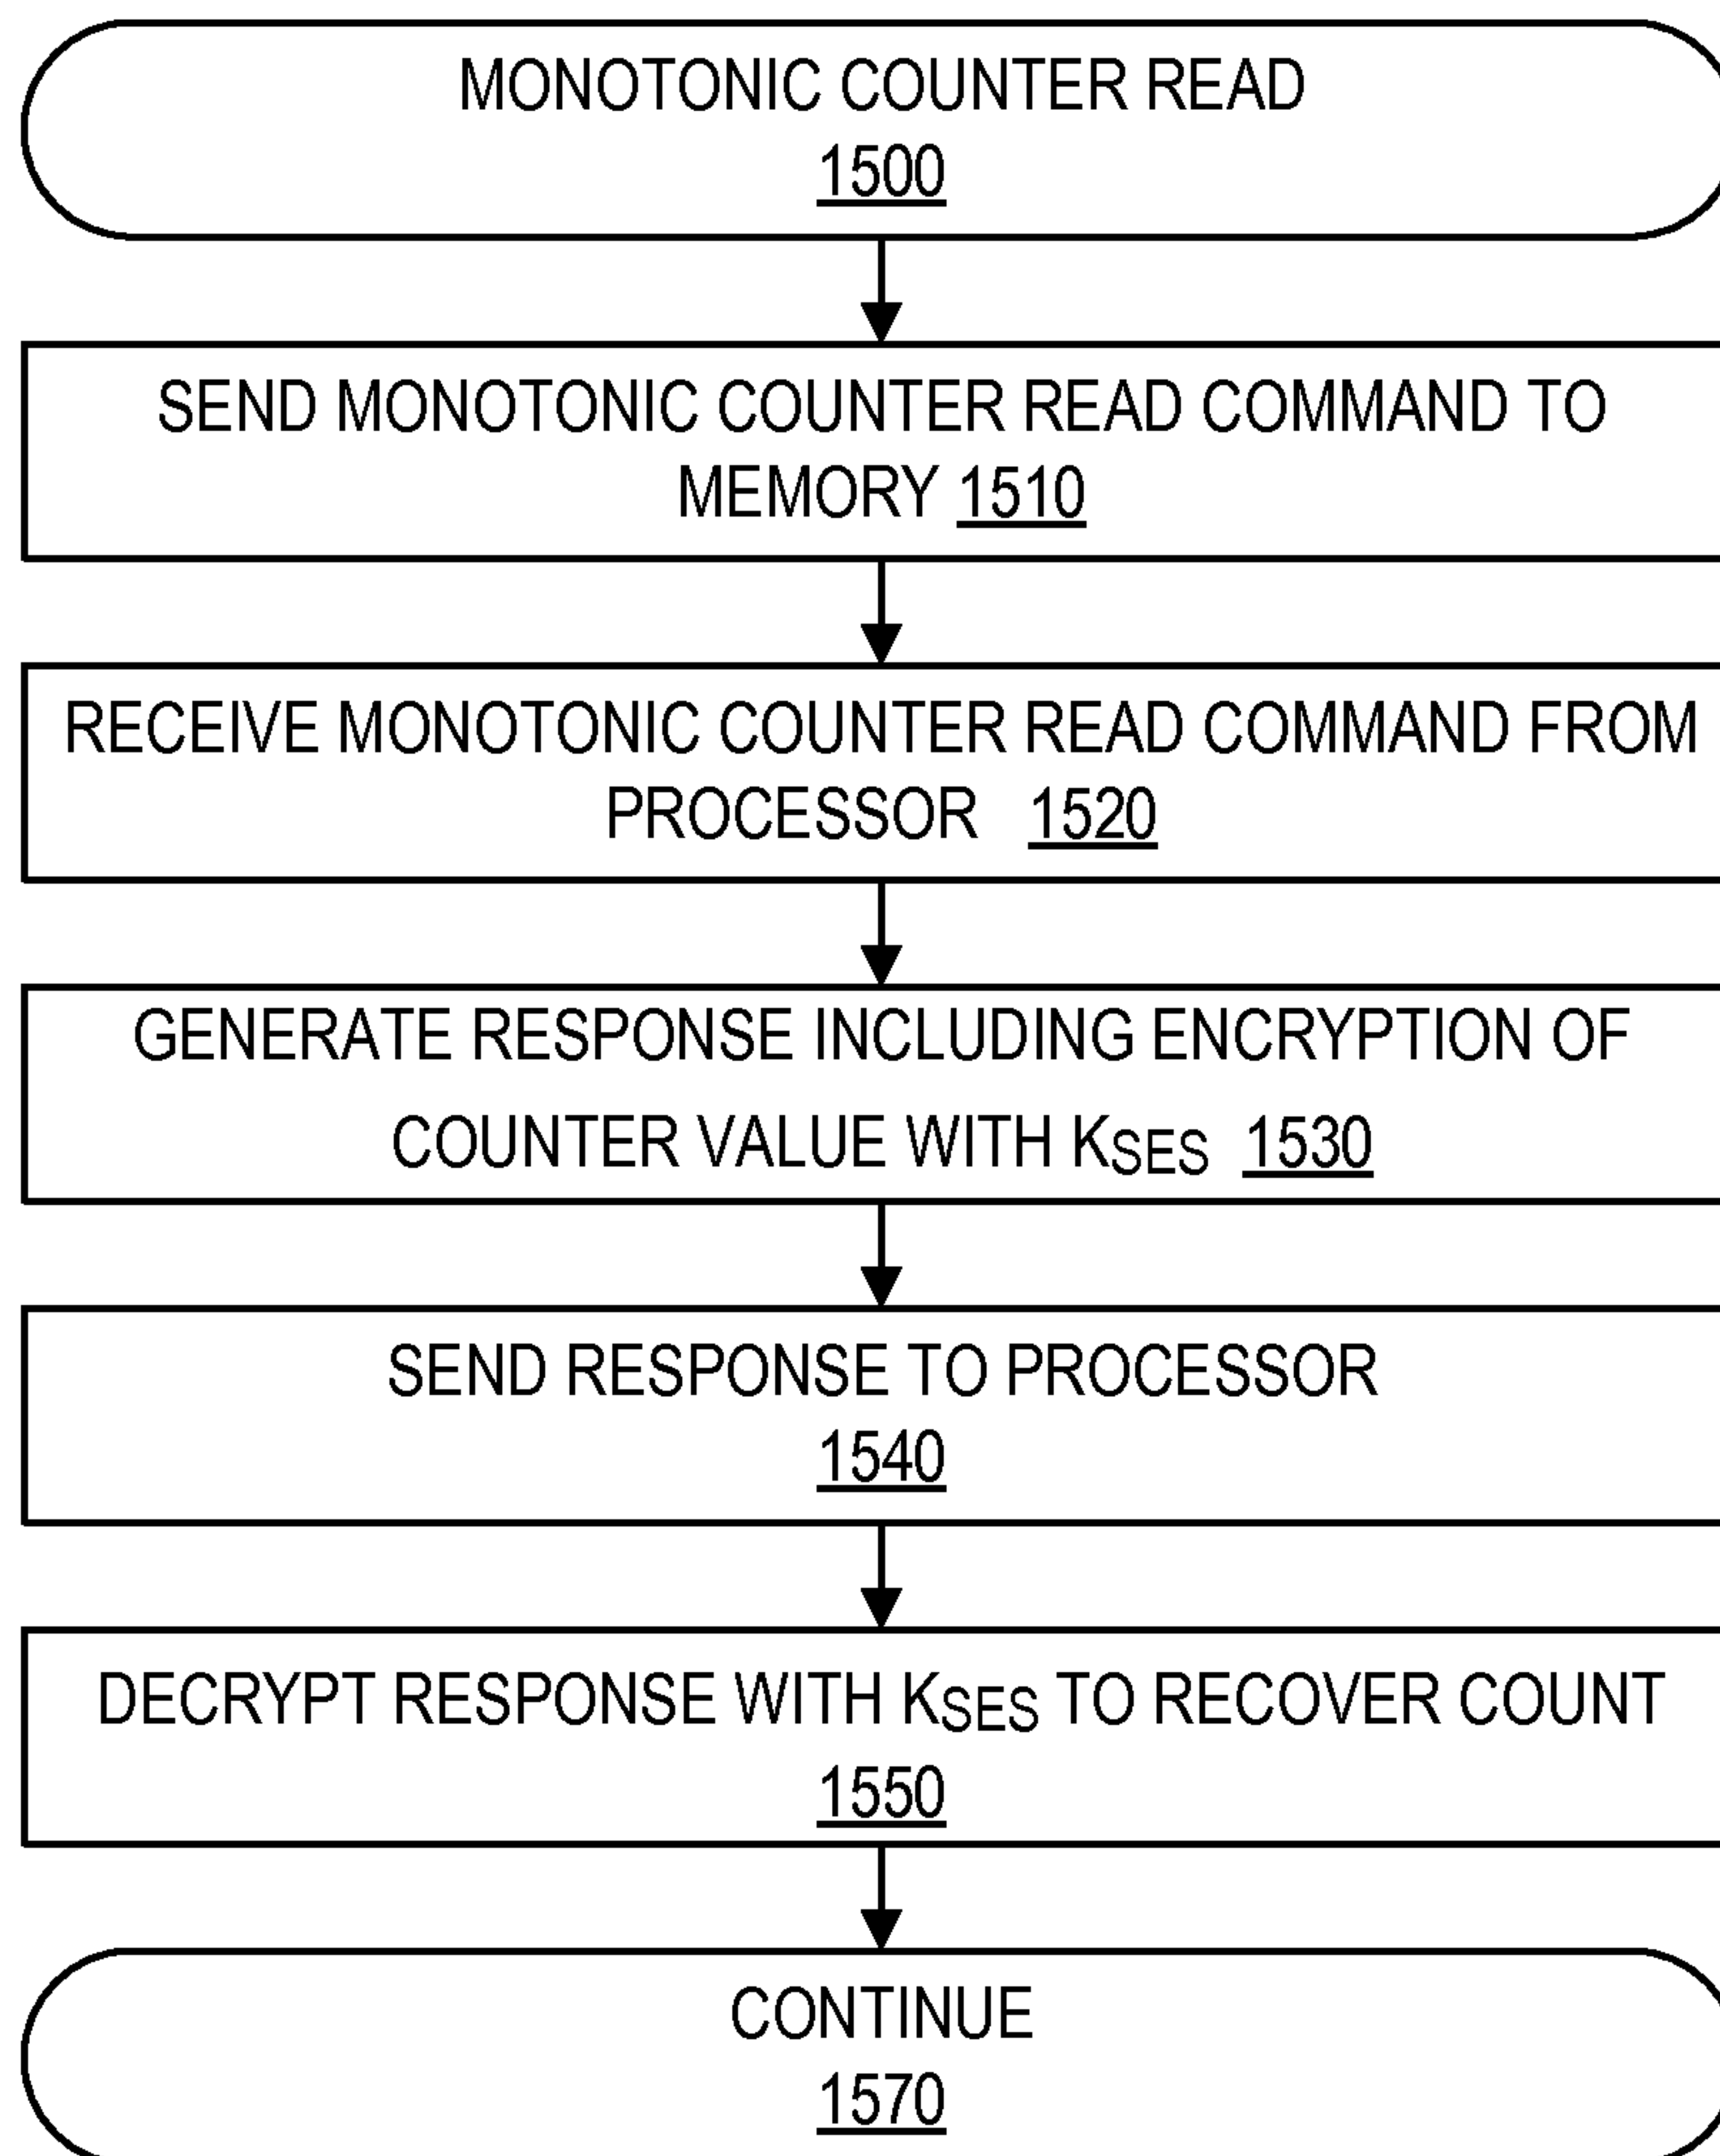 MONOTONIC COUNTER READ
1500
SEND MONOTONIC COUNTER READ COMMAND TO
MEMORY 1510
RECEIVE MONOTONIC COUNTER READ COMMAND FROM
PROCESSOR 1520
GENERATE RESPONSE INCLUDING ENCRYPTION OF
COUNTER VALUE WITH KSES 1530
SEND RESPONSE TO PROCESSOR
1540
DECRYPT RESPONSE WITH KSES TO RECOVER COUNT
1550
CONTINUE
1570